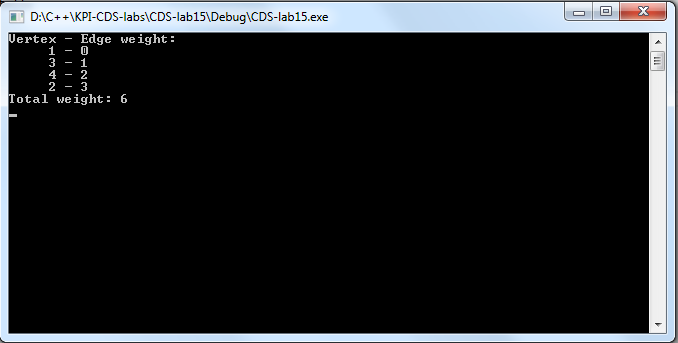 D:\C++\KPI-CDS-labs\CDS-lab15\Debug\CDS-lab15.exe
Vertex - Edge weight:
1 - 0
3 - 1
4 - 2
2 - 3
Total weight: 6